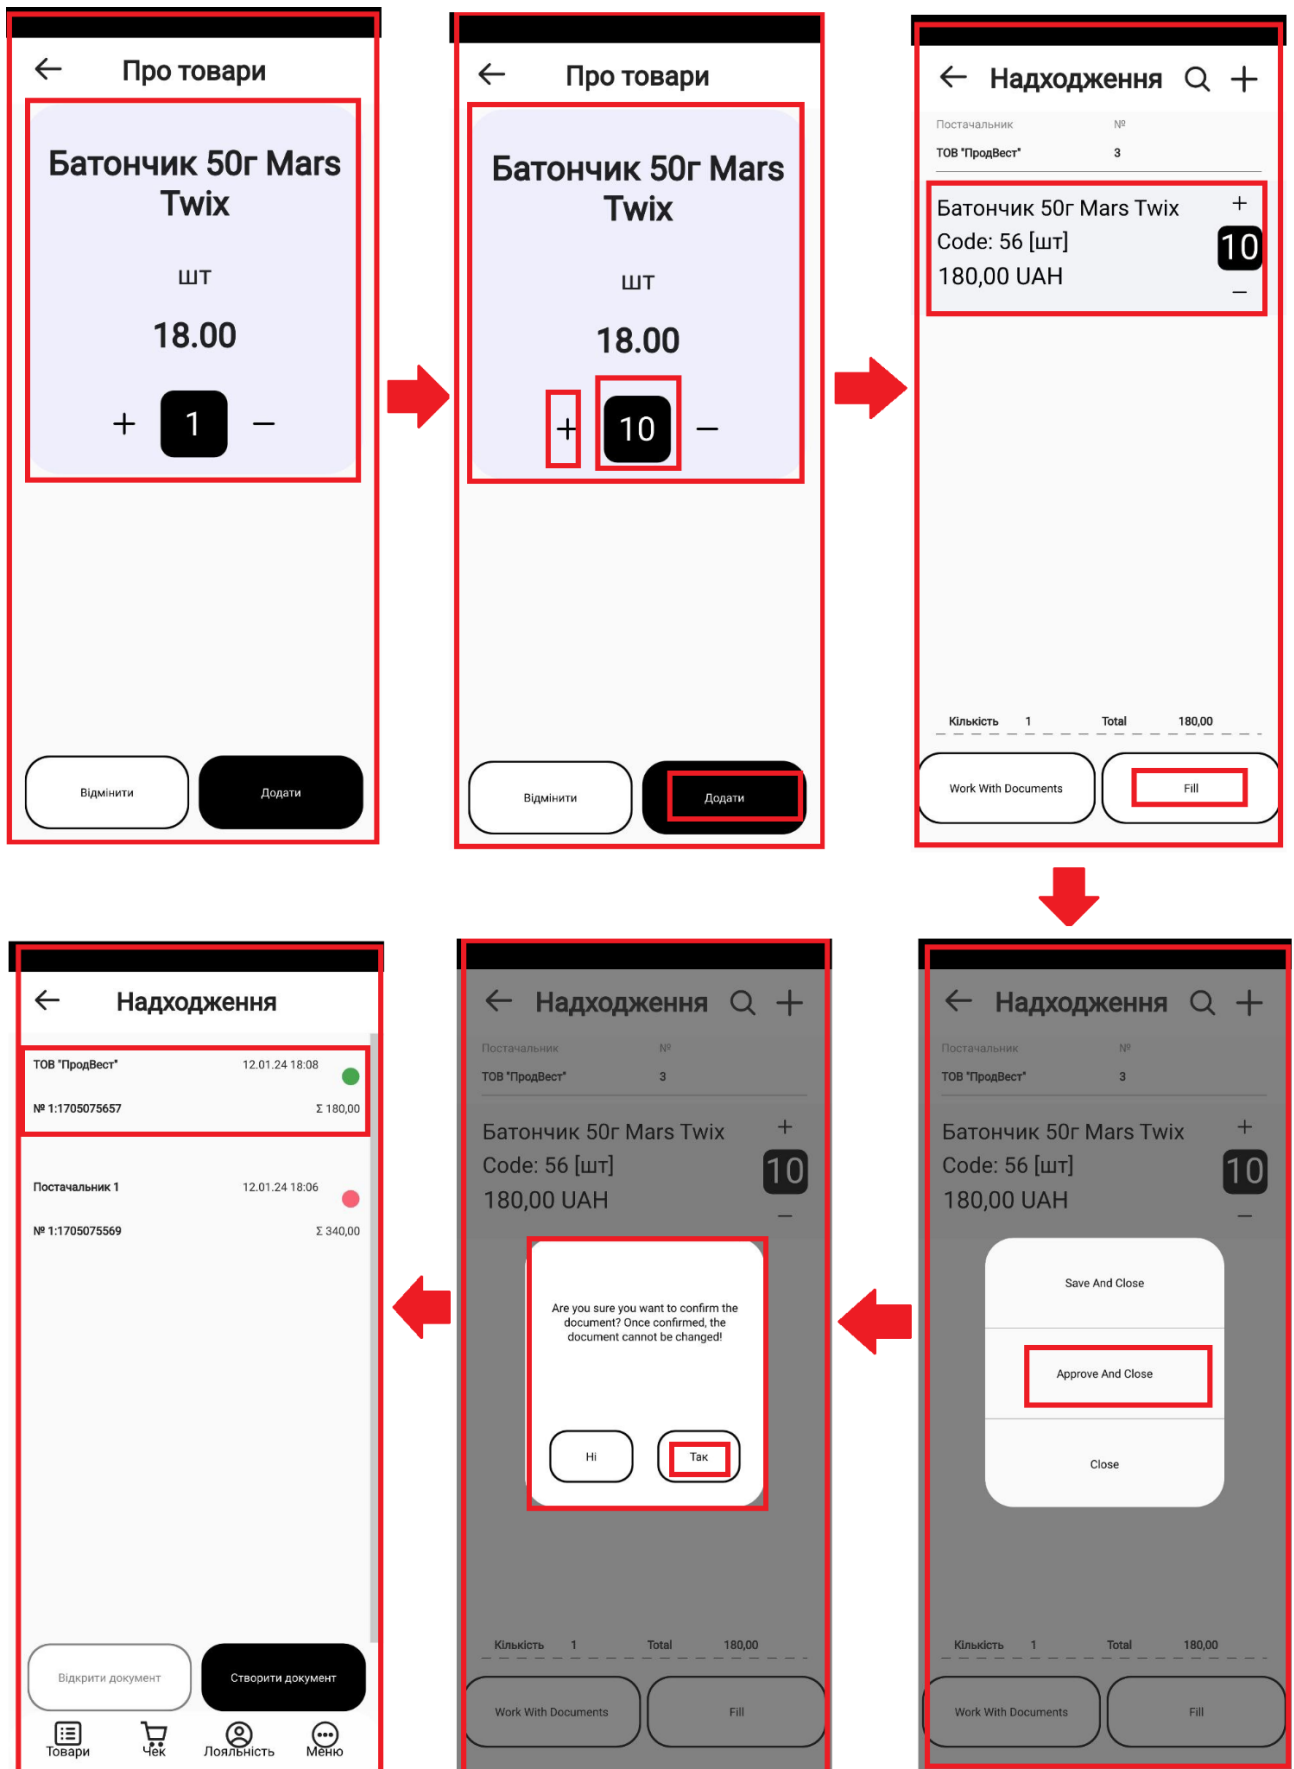 Про товари
Батончик 50г Mars
Twix
шт
18.00
+ 1 −
Відмінити
Додати
Про товари
Батончик 50г Mars
Twix
шт
18.00
+ 10 −
Відмінити
Додати
Надходження
Постачальник №
ТОВ "ПродВест" 3
Батончик 50г Mars Twix +
Code: 56 [шт] 10
180,00 UAH −
Кількість 1 Total 180,00
Work With Documents
Fill
Надходження
ТОВ "ПродВест" 12.01.24 18:08
№ 1:1705075657 Σ 180,00
Постачальник 1 12.01.24 18:06
№ 1:1705075569 Σ 340,00
Відкрити документ
Створити документ
Товари Чек Лояльність Меню
Надходження
Постачальник №
ТОВ "ПродВест" 3
Батончик 50г Mars Twix +
Code: 56 [шт] 10
180,00 UAH −
Are you sure you want to confirm the
document? Once confirmed, the
document cannot be changed!
Ні
Так
Кількість 1 Total 180,00
Work With Documents
Fill
Надходження
Постачальник №
ТОВ "ПродВест" 3
Батончик 50г Mars Twix +
Code: 56 [шт] 10
180,00 UAH −
Save And Close
Approve And Close
Close
Кількість 1 Total 180,00
Work With Documents
Fill